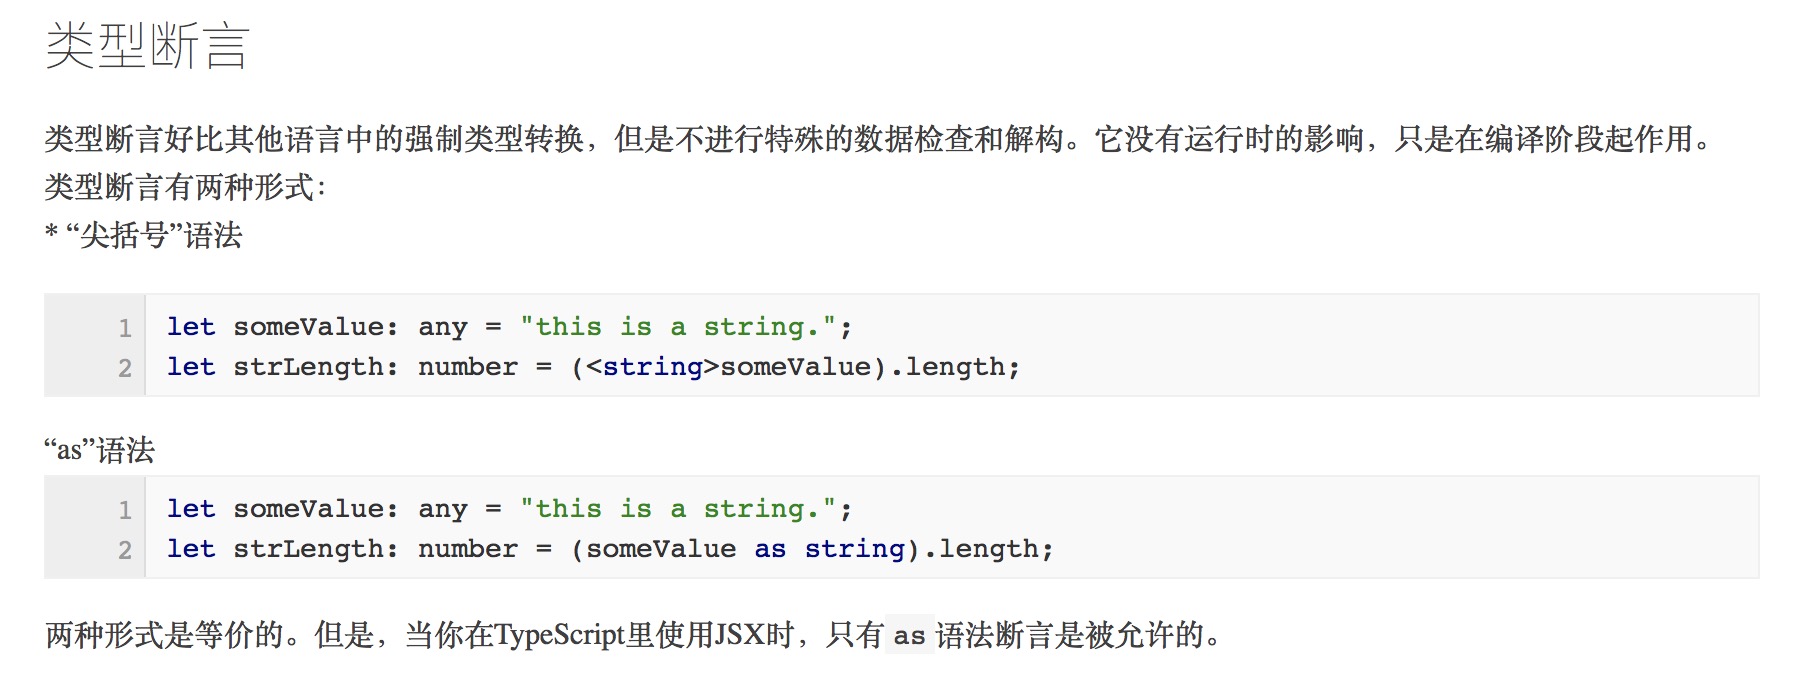 类型断言
类型断言好比其他语言中的强制类型转换，但是不进行特殊的数据检查和解构。它没有运行时的影响，只是在编译阶段起作用。
类型断言有两种形式：
* “尖括号”语法
1 let someValue: any = "this is a string.";
2 let strLength: number = (<string>someValue).length;
“as”语法
1 let someValue: any = "this is a string.";
2 let strLength: number = (someValue as string).length;
两种形式是等价的。但是，当你在TypeScript里使用JSX时，只有 as 语法断言是被允许的。